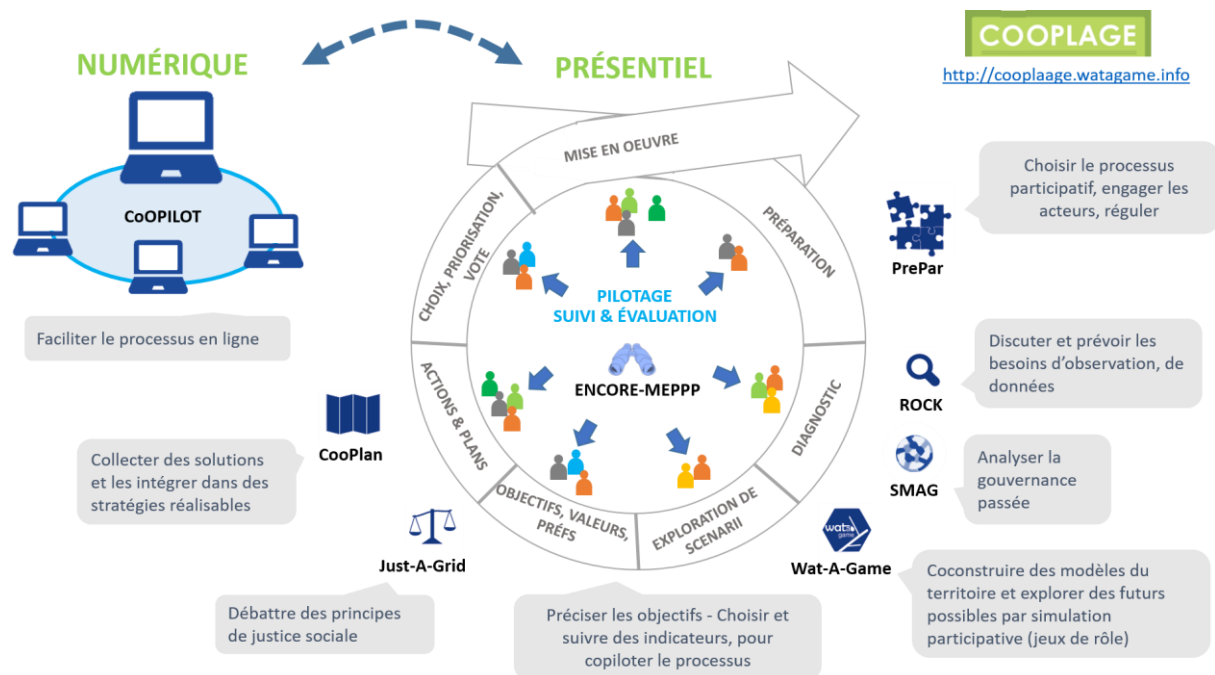 NUMÉRIQUE
PRÉSENTIEL
COOPLAGE
http://cooplaage.watagame.info
CoOPILOT
Faciliter le processus en ligne
MISE EN OEUVRE
PRÉPARATION
DIAGNOSTIC
EXPLORATION DE
SCENARII
OBJECTIFS, VALEURS,
PRÉFS
ACTIONS & PLANS
CHOIX, PRIORISATION,
VOTE
PILOTAGE
SUIVI & ÉVALUATION
ENCORE-MEPPP
Choisir le processus
participatif, engager les
acteurs, réguler
PrePar
Discuter et prévoir les
besoins d’observation, de
données
ROCK
Analyser la
gouvernance
passée
SMAG
wata
game
Wat-A-Game
Coconstruire des modèles du
territoire et explorer des futurs
possibles par simulation
participative (jeux de rôle)
CooPlan
Collecter des solutions
et les intégrer dans des
stratégies réalisables
Just-A-Grid
Débattre des principes
de justice sociale
Préciser les objectifs - Choisir et
suivre des indicateurs, pour
copiloter le processus